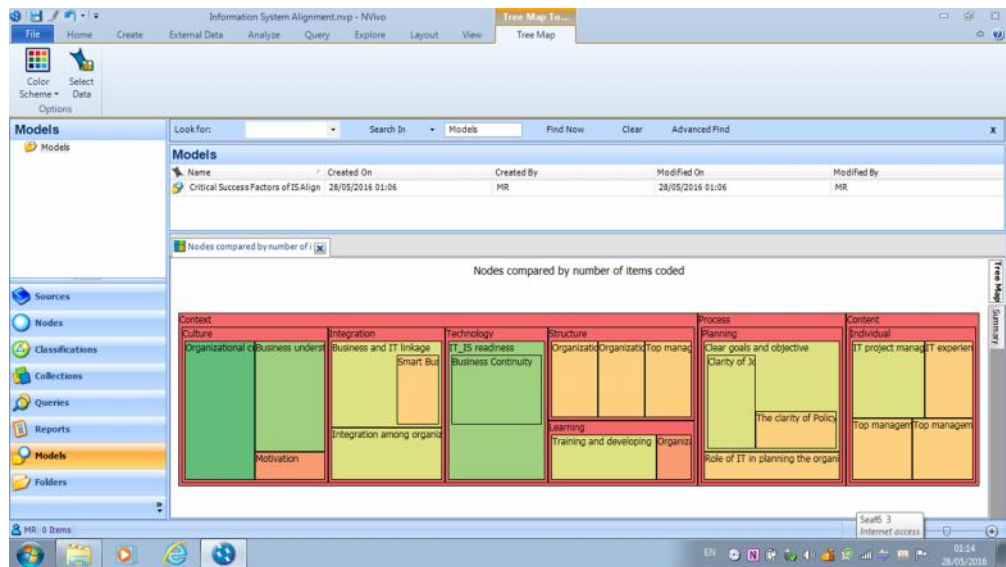 Information System Alignment.nvp - NVivo
Tree Map To...
File Home Create External Data Analyze Query Explore Layout View Tree Map
Color Scheme Select Data
Options
Models
Models
Look for: Search In Models Find Now Clear Advanced Find x
Models
Name Created On Created By Modified On Modified By
Critical Success Factors of IS Align 28/05/2016 01:06 MR 28/05/2016 01:06 MR
Nodes compared by number of i
Nodes compared by number of items coded
Tree Map
Summary
Context Process Content
Culture Integration Technology Structure Planning Individual
Organizational c Business underst Business and IT linkage IT_IS readiness Organizatic Organizatic Top manag Clear goals and objective IT project manag IT experien
Smart Bu Business Continuity Clarity of Jo
The clarity of Policy
Learning Top managem Top managem
Integration among organiz Training and developing Organiz
Motivation Role of IT in planning the organi
Sources
Nodes
Classifications
Collections
Queries
Reports
Models
Folders
MR 0 Items
Seaf6 3
Internet access
EN
01:14
28/05/2016